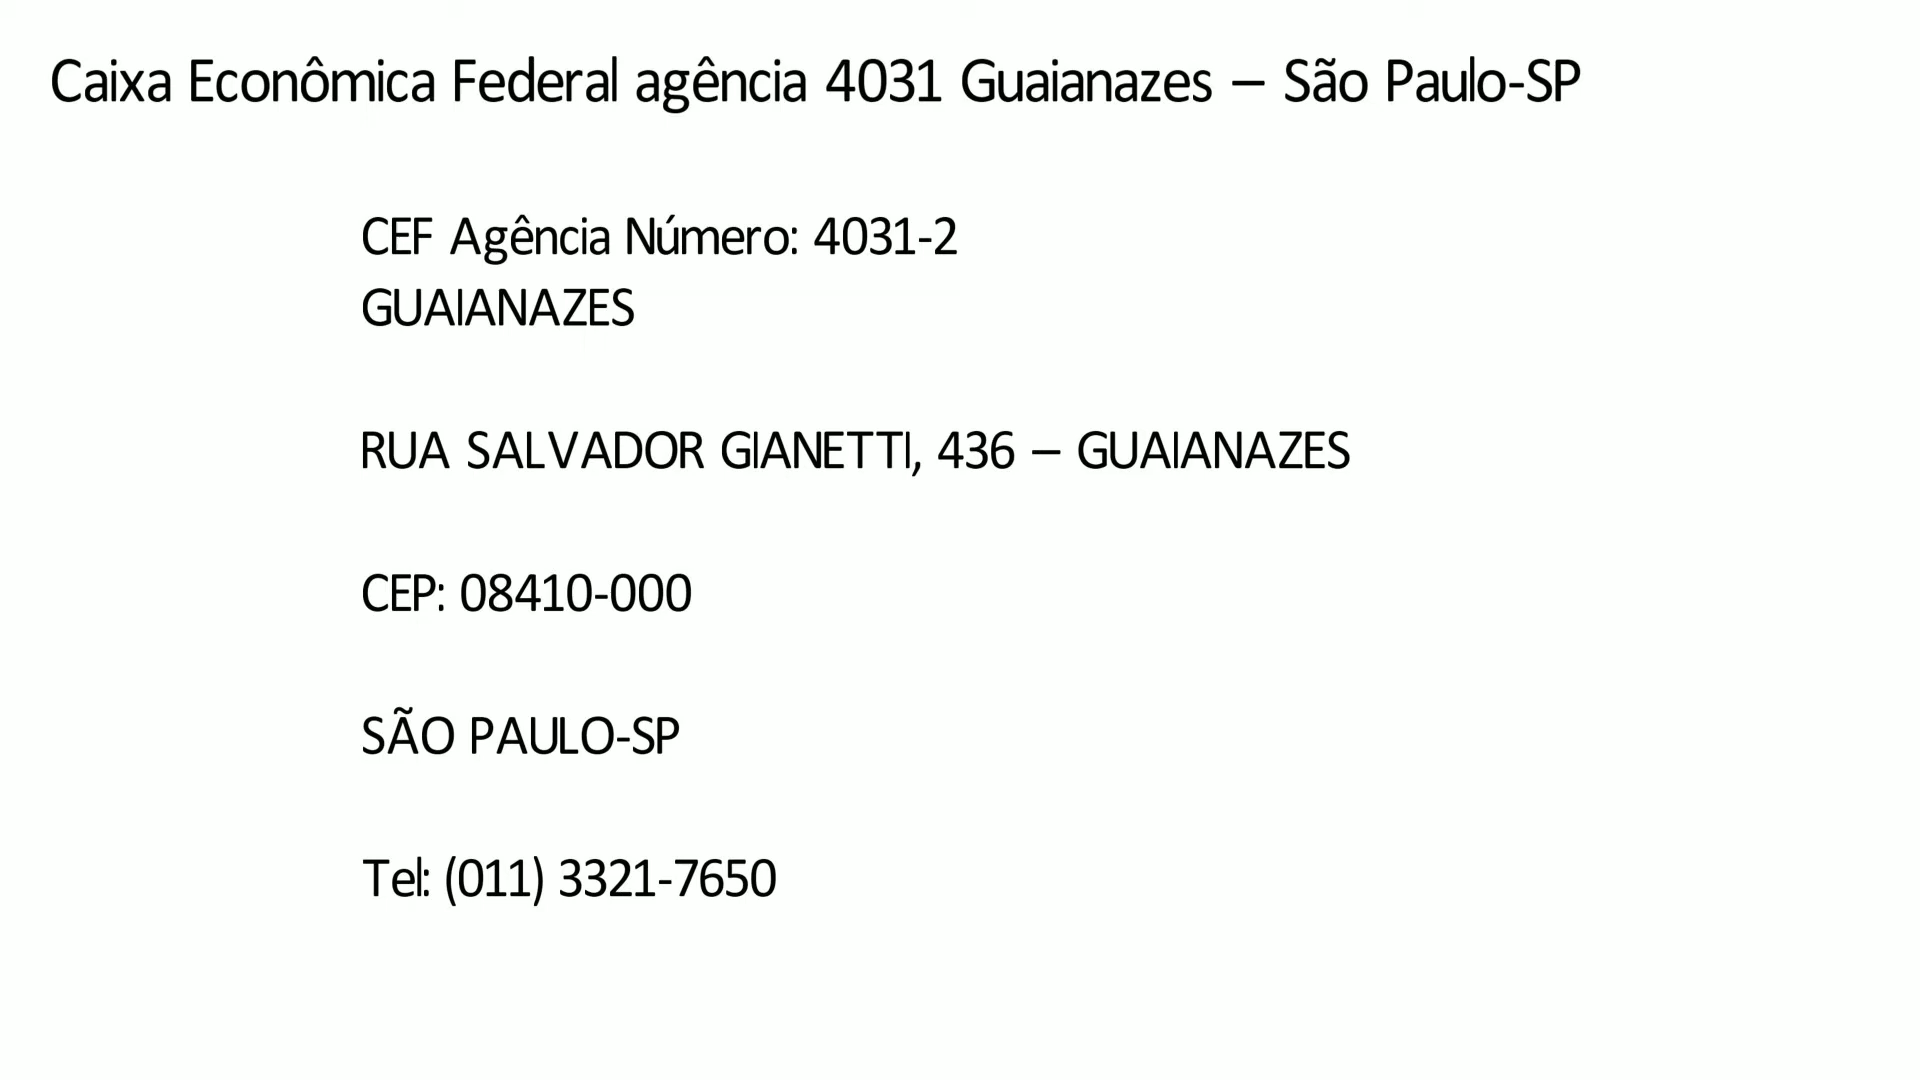 Caixa Econômica Federal agência 4031 Guaianazes – São Paulo-SP
CEF Agência Número: 4031-2
GUAIANAZES
RUA SALVADOR GIANETTI, 436 – GUAIANAZES
CEP: 08410-000
SÃO PAULO-SP
Tel: (011) 3321-7650